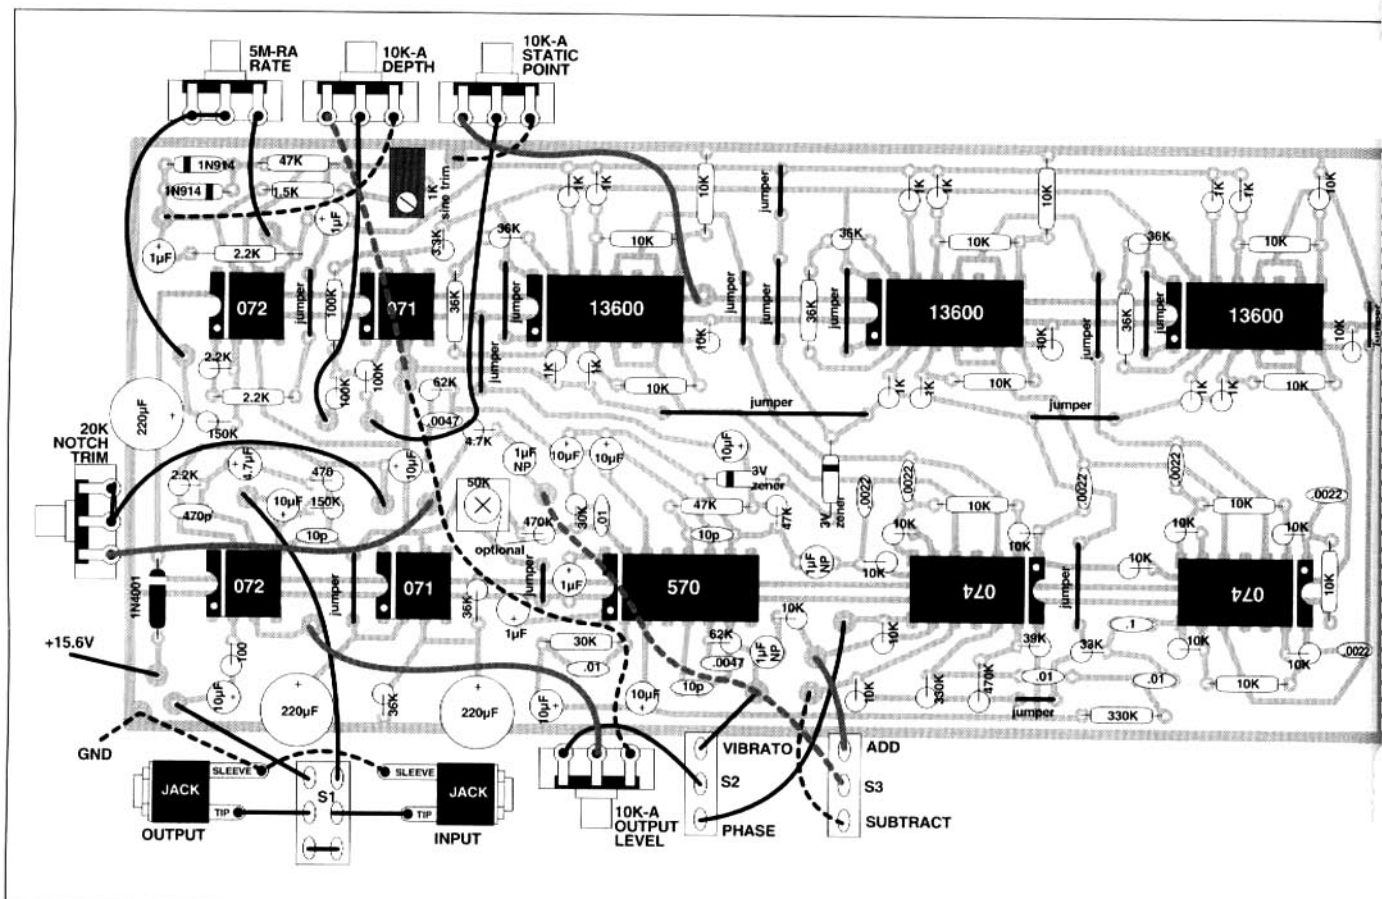 5M-RA
RATE
10K-A
DEPTH
10K-A
STATIC
POINT
1N914
47K
1N914
1.5K
1µF
1K
sine trim
3.3K
36K
1K
1K
10K
jumper
1K
1K
10K
1K
1K
10K
1µF
2.2K
10K
36K
10K
36K
10K
072
jumper
100K
071
36K
jumper
13600
jumper
jumper
36K
jumper
13600
jumper
36K
jumper
13600
jumper
10K
10K
10K
2.2K
2.2K
100K
100K
62K
jumper
1K
1K
10K
1K
1K
10K
1K
1K
10K
220µF
150K
.0047
4.7K
jumper
jumper
20K
NOTCH
TRIM
2.2K
4.7µF
470
10µF
1µF
NP
10µF
10µF
10µF
3V
zener
3V
zener
.0022
.0022
.0022
.0022
.0022
470p
10µF
150K
10p
50K
optional
470K
30K
.01
47K
10p
47K
1µF
NP
10K
10K
10K
10K
10K
10K
10K
10K
10K
1N4001
072
jumper
071
36K
jumper
1µF
570
074
jumper
074
10K
+15.6V
100
1µF
30K
.01
62K
.0047
10p
1µF
NP
10K
10K
39K
33K
.1
10K
10K
.0022
10µF
220µF
36K
220µF
10µF
10µF
10K
330K
470K
.01
jumper
.01
330K
10K
GND
JACK
SLEEVE
TIP
OUTPUT
S1
SLEEVE
TIP
JACK
INPUT
10K-A
OUTPUT
LEVEL
VIBRATO
S2
PHASE
ADD
S3
SUBTRACT